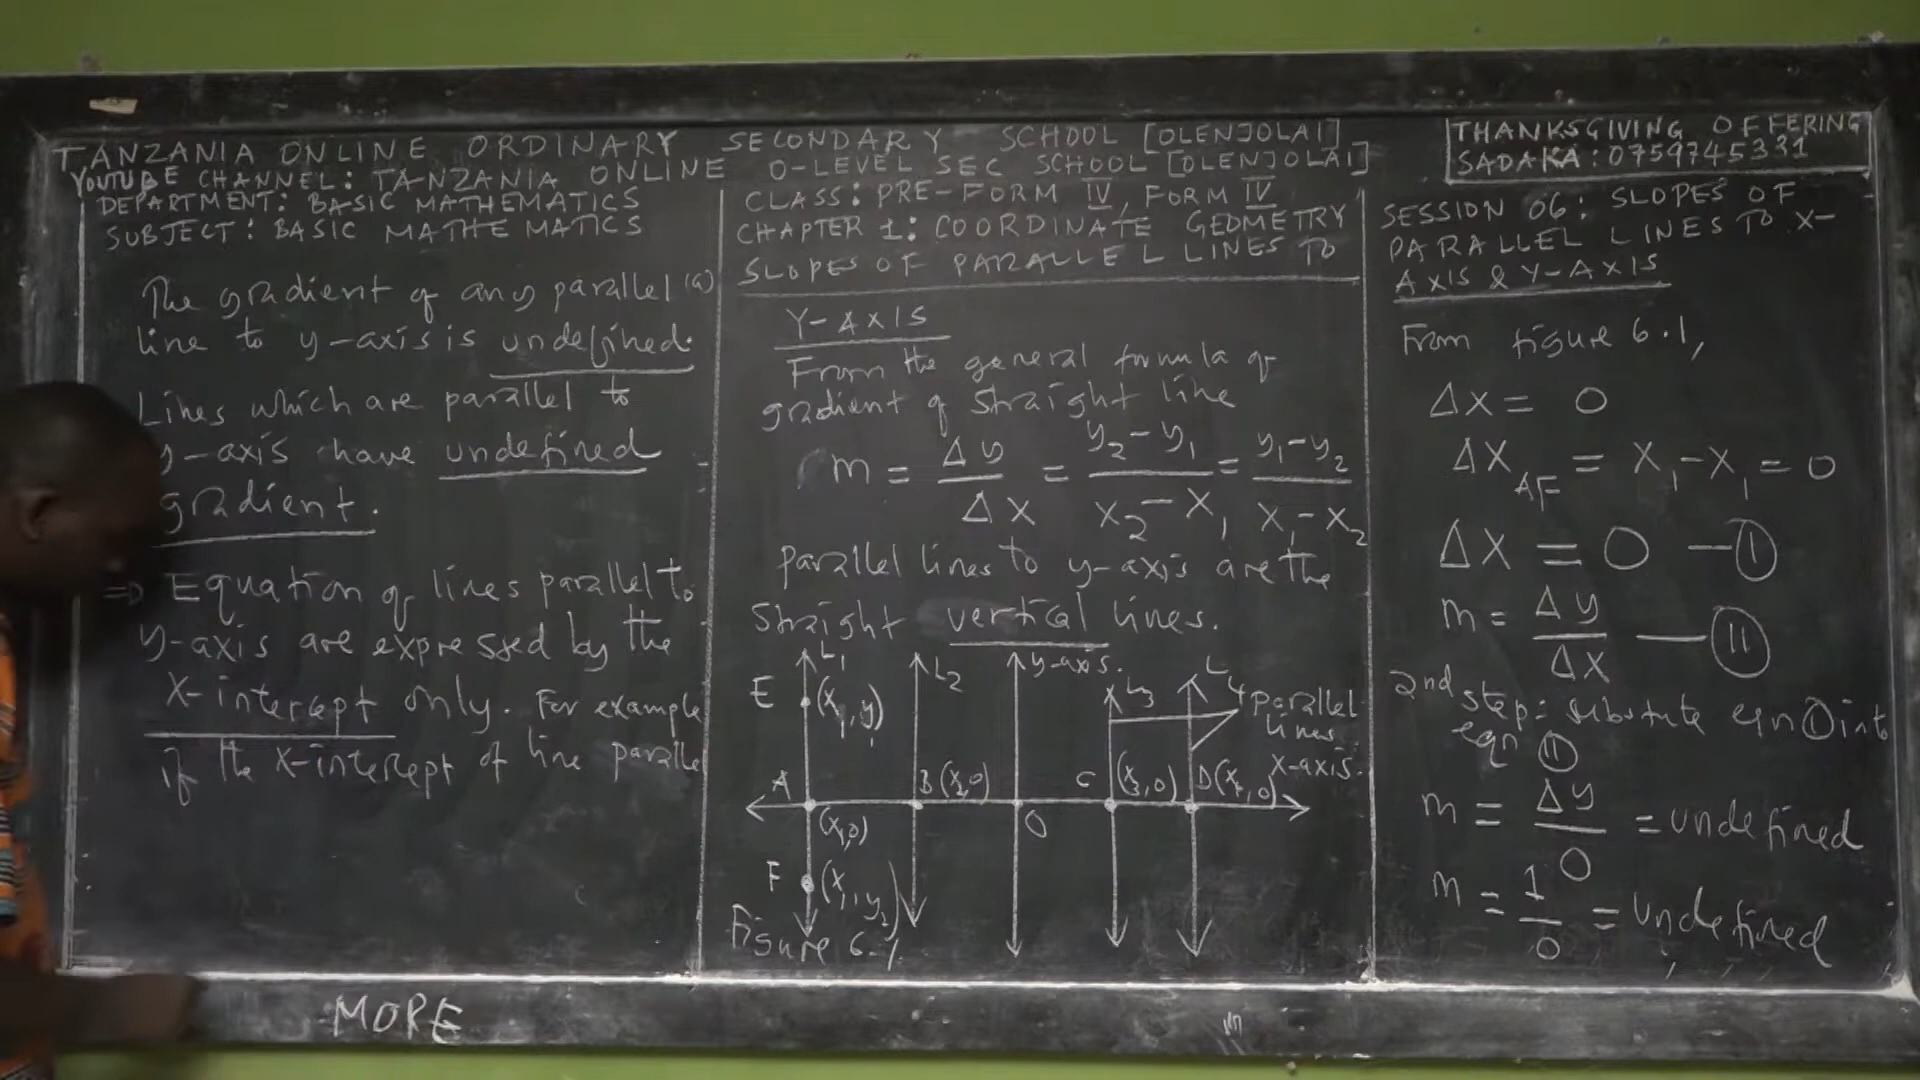 TANZANIA ONLINE ORDINARY SECONDARY SCHOOL [OLENJOLAI]
YOUTUBE CHANNEL: TANZANIA ONLINE O-LEVEL SEC SCHOOL [OLENJOLAI]
DEPARTMENT: BASIC MATHEMATICS
SUBJECT: BASIC MATHEMATICS
The gradient of any parallel (a)
line to y-axis is undefined.
Lines which are parallel to
y-axis have undefined
gradient.
⇒ Equation of lines parallel to
y-axis are expressed by the
X-intercept only. For example
if the X-intercept of line paralle
CLASS: PRE-FORM IV, FORM IV
CHAPTER 1: COORDINATE GEOMETRY
SLOPES OF PARALLEL LINES TO
Y-AXIS
From the general formula of
gradient of straight line
m = Δy/Δx = y₂-y₁/x₂-x₁ = y₁-y₂/x₁-x₂
parallel lines to y-axis are the
straight vertical lines.
L₁ L₂ y-axis. L₃ L₄
E (x₁,y₁)
parallel
lines
x-axis.
A B(x₂,0) C (x₃,0) D(x₄,0)
(x₁,0) O
F (x₁,y₂)
Figure 6.1
THANKSGIVING OFFERING
SADAKA: 0759745331
SESSION 06: SLOPES OF
PARALLEL LINES TO X-
AXIS & Y-AXIS
From figure 6.1,
Δx = 0
Δx AF = x₁-x₁ = 0
Δx = 0 — I
m = Δy/Δx — II
2nd step: substute eqn I into
eqn II
m = Δy/0 = undefined
m = 1/0 = undefined
MORE